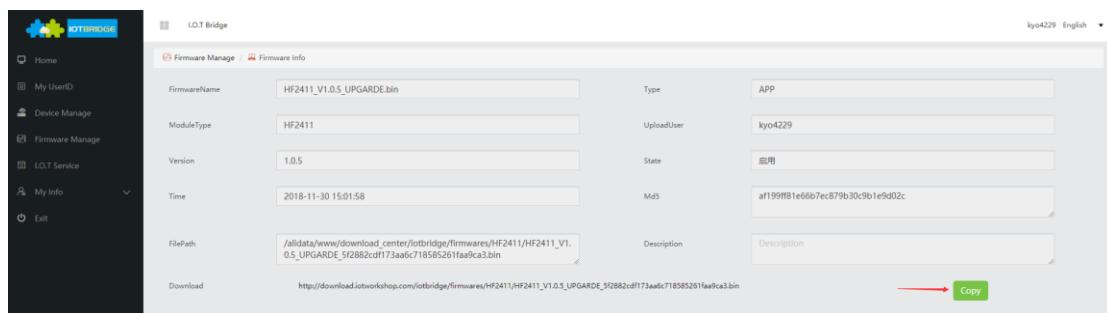 IOTBRIDGE
I.O.T Bridge
kyo4229 English
Home
My UserID
Device Manage
Firmware Manage
I.O.T Service
My Info
Exit
Firmware Manage / Firmware Info
FirmwareName HF2411_V1.0.5_UPGARDE.bin Type APP
ModuleType HF2411 UploadUser kyo4229
Version 1.0.5 State 启用
Time 2018-11-30 15:01:58 Md5 af199ff81e66b7ec879b30c9b1e9d02c
FilePath /alidata/www/download_center/iotbridge/firmwares/HF2411/HF2411_V1.
0.5_UPGARDE_5f2882cdf173aa6c718585261faa9ca3.bin
Description Description
Download http://download.iotworkshop.com/iotbridge/firmwares/HF2411/HF2411_V1.0.5_UPGARDE_5f2882cdf173aa6c718585261faa9ca3.bin Copy